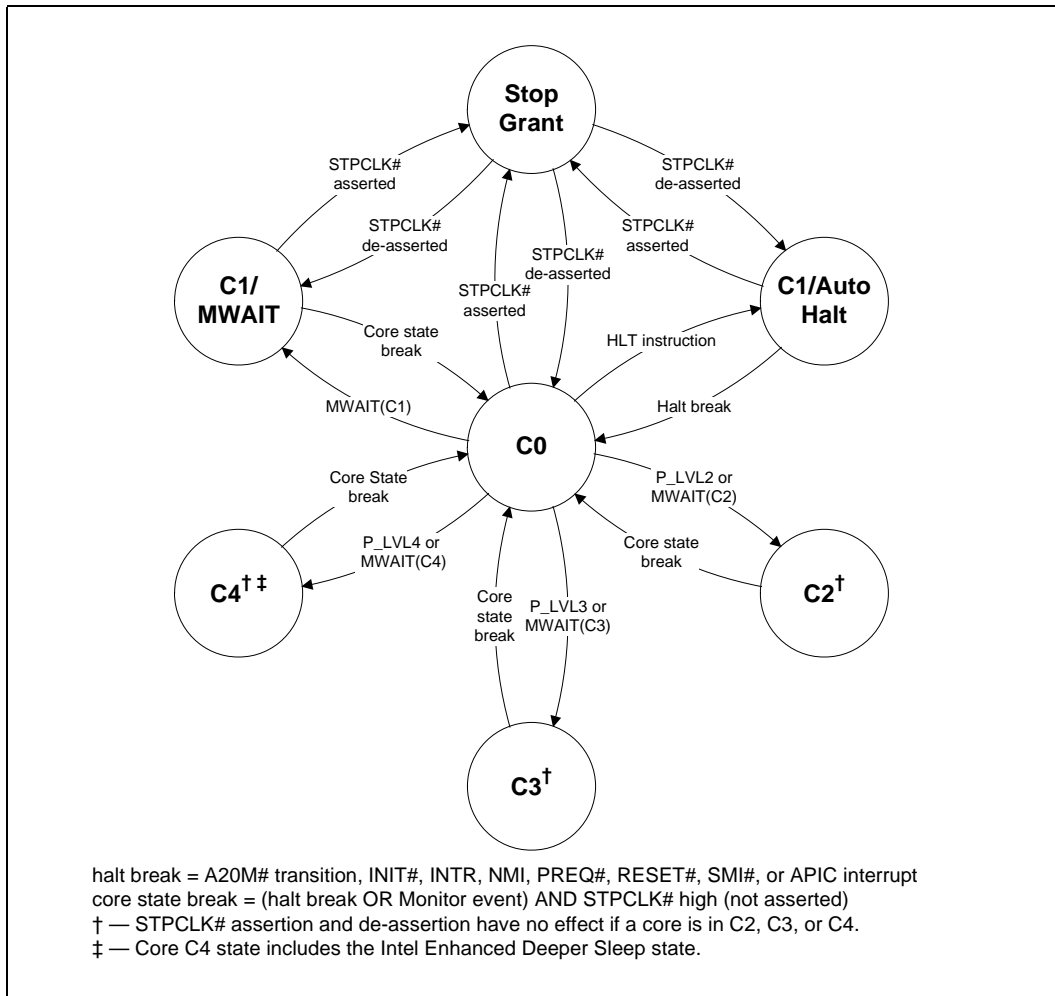 Stop
Grant
STPCLK#
asserted
STPCLK#
de-asserted
STPCLK#
de-asserted
STPCLK#
asserted
STPCLK#
de-asserted
STPCLK#
asserted
C1/
MWAIT
C1/Auto
Halt
Core state
break
HLT instruction
MWAIT(C1)
Halt break
C0
Core State
break
P_LVL2 or
MWAIT(C2)
P_LVL4 or
MWAIT(C4)
Core state
break
C4† ‡
Core
state
break
P_LVL3 or
MWAIT(C3)
C2†
C3†
halt break = A20M# transition, INIT#, INTR, NMI, PREQ#, RESET#, SMI#, or APIC interrupt
core state break = (halt break OR Monitor event) AND STPCLK# high (not asserted)
† — STPCLK# assertion and de-assertion have no effect if a core is in C2, C3, or C4.
‡ — Core C4 state includes the Intel Enhanced Deeper Sleep state.